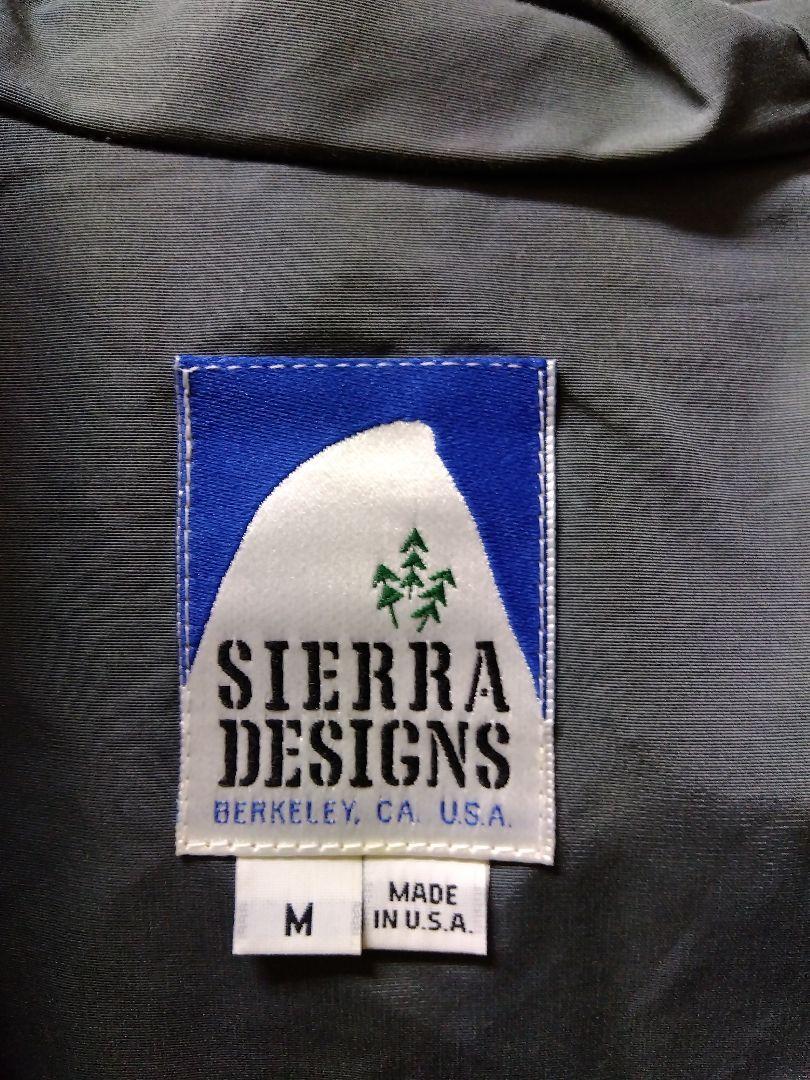 SIERRA
DESIGNS
BERKELEY, CA. U.S.A.
M
MADE
IN U.S.A.